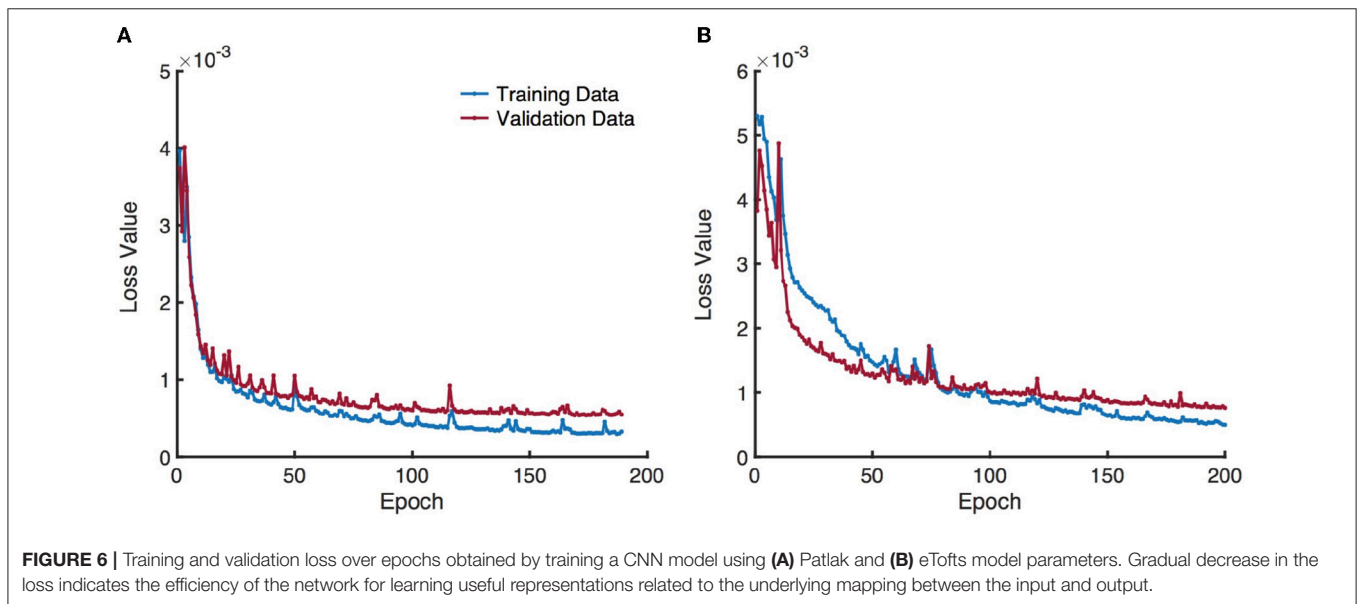 A
×10⁻³
5
4
3
2
1
0
Loss Value
0 50 100 150 200
Epoch
Training Data
Validation Data
B
×10⁻³
6
5
4
3
2
1
0
Loss Value
0 50 100 150 200
Epoch
FIGURE 6 | Training and validation loss over epochs obtained by training a CNN model using (A) Patlak and (B) eTofts model parameters. Gradual decrease in the
loss indicates the efficiency of the network for learning useful representations related to the underlying mapping between the input and output.